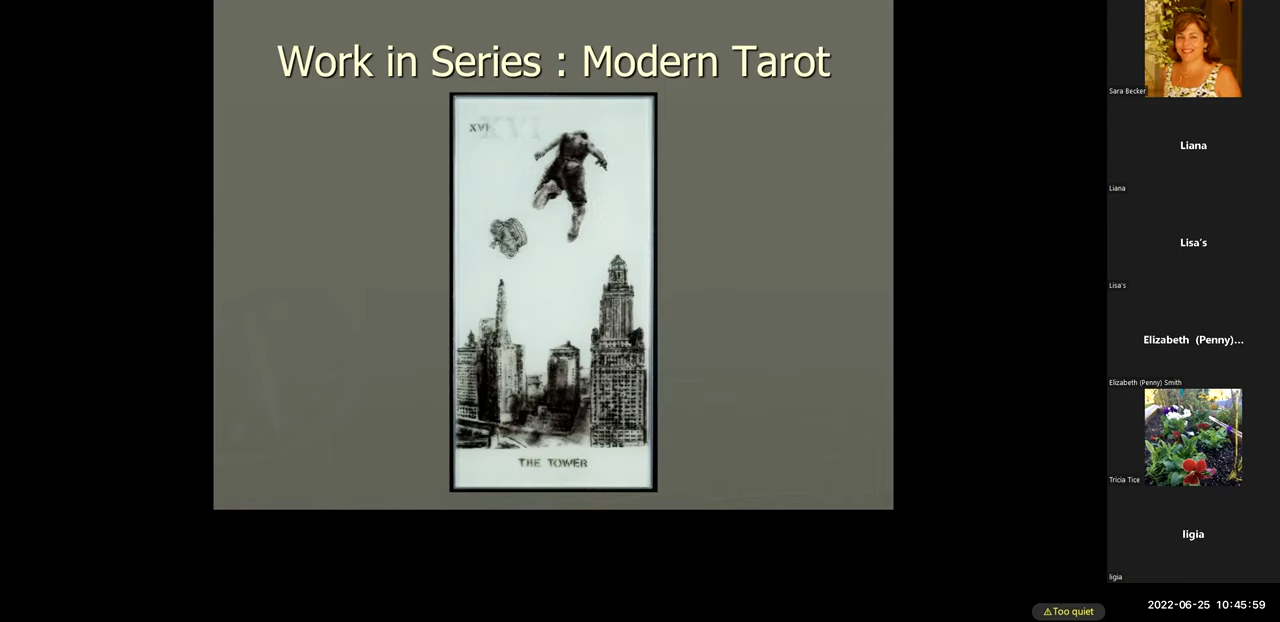 Work in Series : Modern Tarot
XVI
XVI
THE TOWER
Sara Becker
Liana
Liana
Lisa's
Lisa's
Elizabeth (Penny)...
Elizabeth (Penny) Smith
Tricia Tice
ligia
ligia
⚠Too quiet
2022-06-25 10:45:59